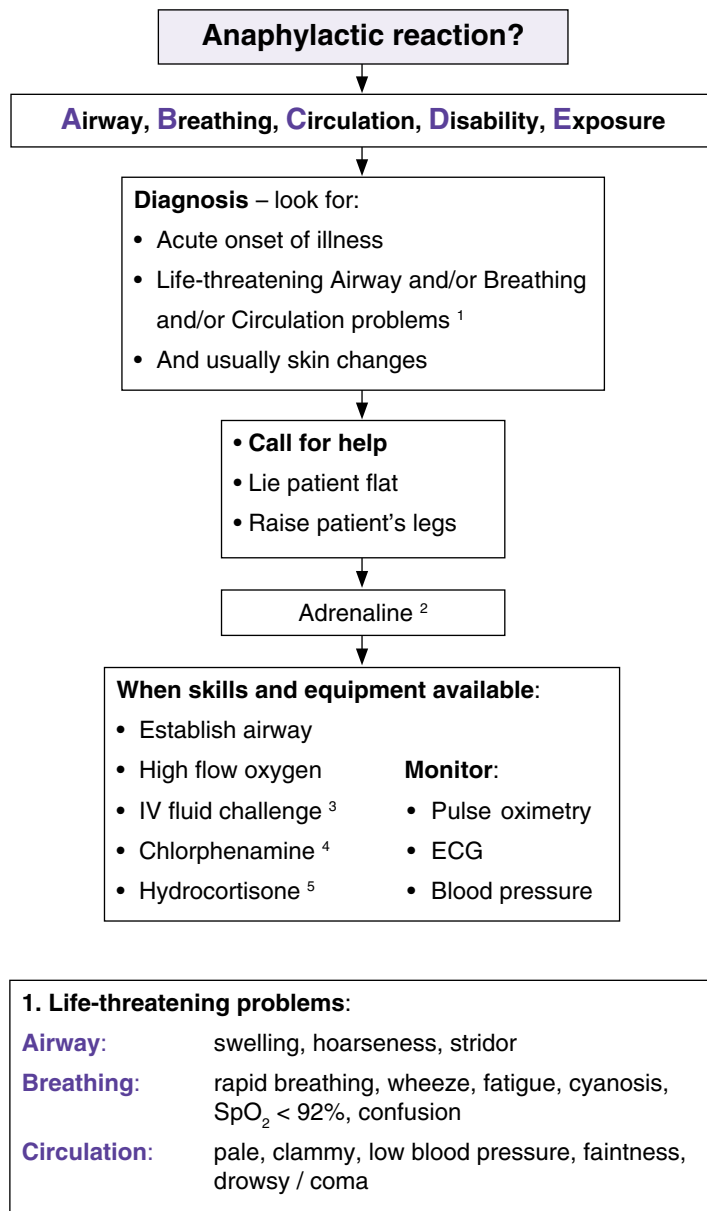 Anaphylactic reaction?
Airway, Breathing, Circulation, Disability, Exposure
Diagnosis – look for:
• Acute onset of illness
• Life-threatening Airway and/or Breathing
and/or Circulation problems ¹
• And usually skin changes
• Call for help
• Lie patient flat
• Raise patient's legs
Adrenaline ²
When skills and equipment available:
• Establish airway
• High flow oxygen
• IV fluid challenge ³
• Chlorphenamine ⁴
• Hydrocortisone ⁵
Monitor:
• Pulse oximetry
• ECG
• Blood pressure
1. Life-threatening problems:
Airway: swelling, hoarseness, stridor
Breathing: rapid breathing, wheeze, fatigue, cyanosis,
SpO₂ < 92%, confusion
Circulation: pale, clammy, low blood pressure, faintness,
drowsy / coma